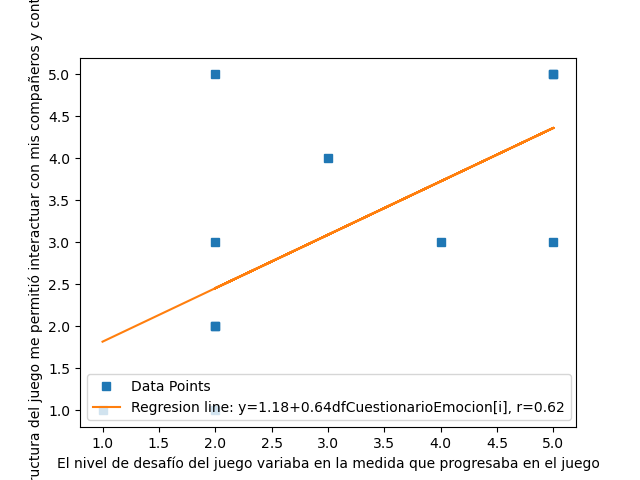 ructura del juego me permitió interactuar con mis compañeros y cont
5.0
4.5
4.0
3.5
3.0
2.5
2.0
1.5
1.0
Data Points
Regresion line: y=1.18+0.64dfCuestionarioEmocion[i], r=0.62
1.0 1.5 2.0 2.5 3.0 3.5 4.0 4.5 5.0
El nivel de desafío del juego variaba en la medida que progresaba en el juego